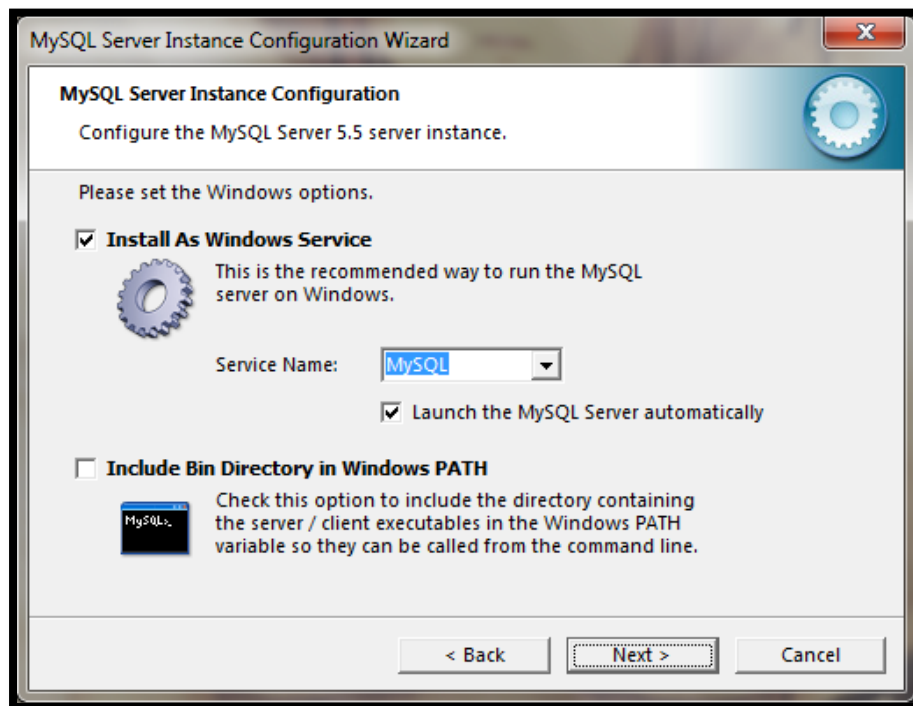 MySQL Server Instance Configuration Wizard
MySQL Server Instance Configuration
Configure the MySQL Server 5.5 server instance.
Please set the Windows options.
Install As Windows Service
This is the recommended way to run the MySQL
server on Windows.
Service Name:
MySQL
Launch the MySQL Server automatically
Include Bin Directory in Windows PATH
MySQL>_
Check this option to include the directory containing
the server / client executables in the Windows PATH
variable so they can be called from the command line.
< Back
Next >
Cancel